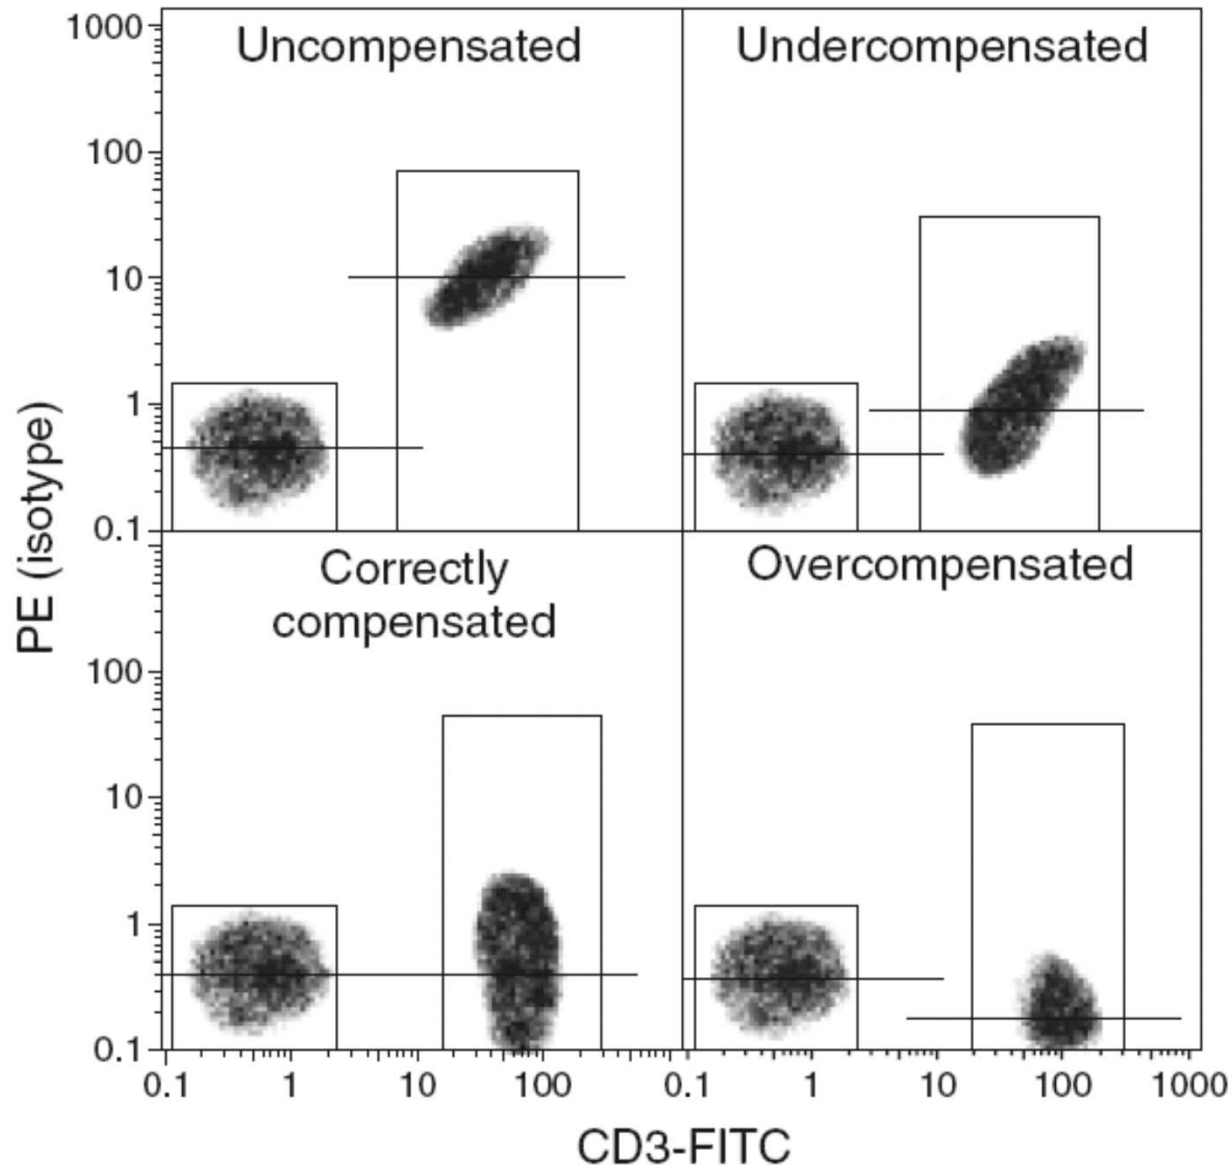 1000
Uncompensated
Undercompensated
100
10
1
0.1
PE (isotype)
Correctly
compensated
Overcompensated
100
10
1
0.1
0.1 1 10 100 0.1 1 10 100 1000
CD3-FITC